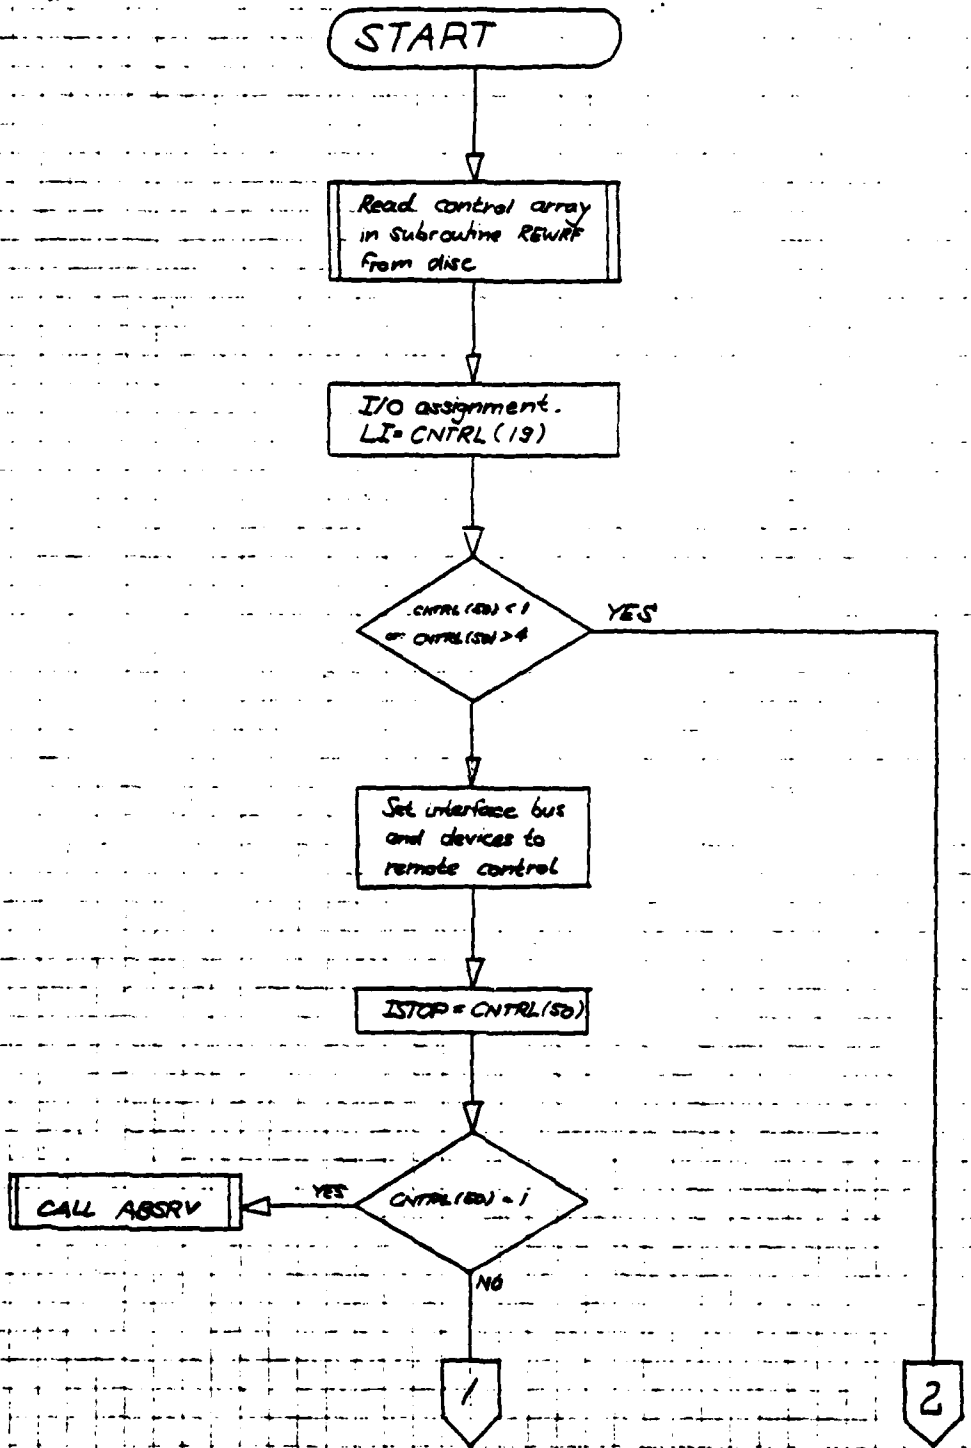 START
Read control array
in subroutine REWRF
from disc
I/O assignment.
LI= CNTRL(19)
CNTRL(50) < 1
or CNTRL(50) > 4
YES
Set interface bus
and devices to
remote control
ISTOP = CNTRL(50)
CALL ABSRV
YES
CNTRL(50) = 1
NO
1
2